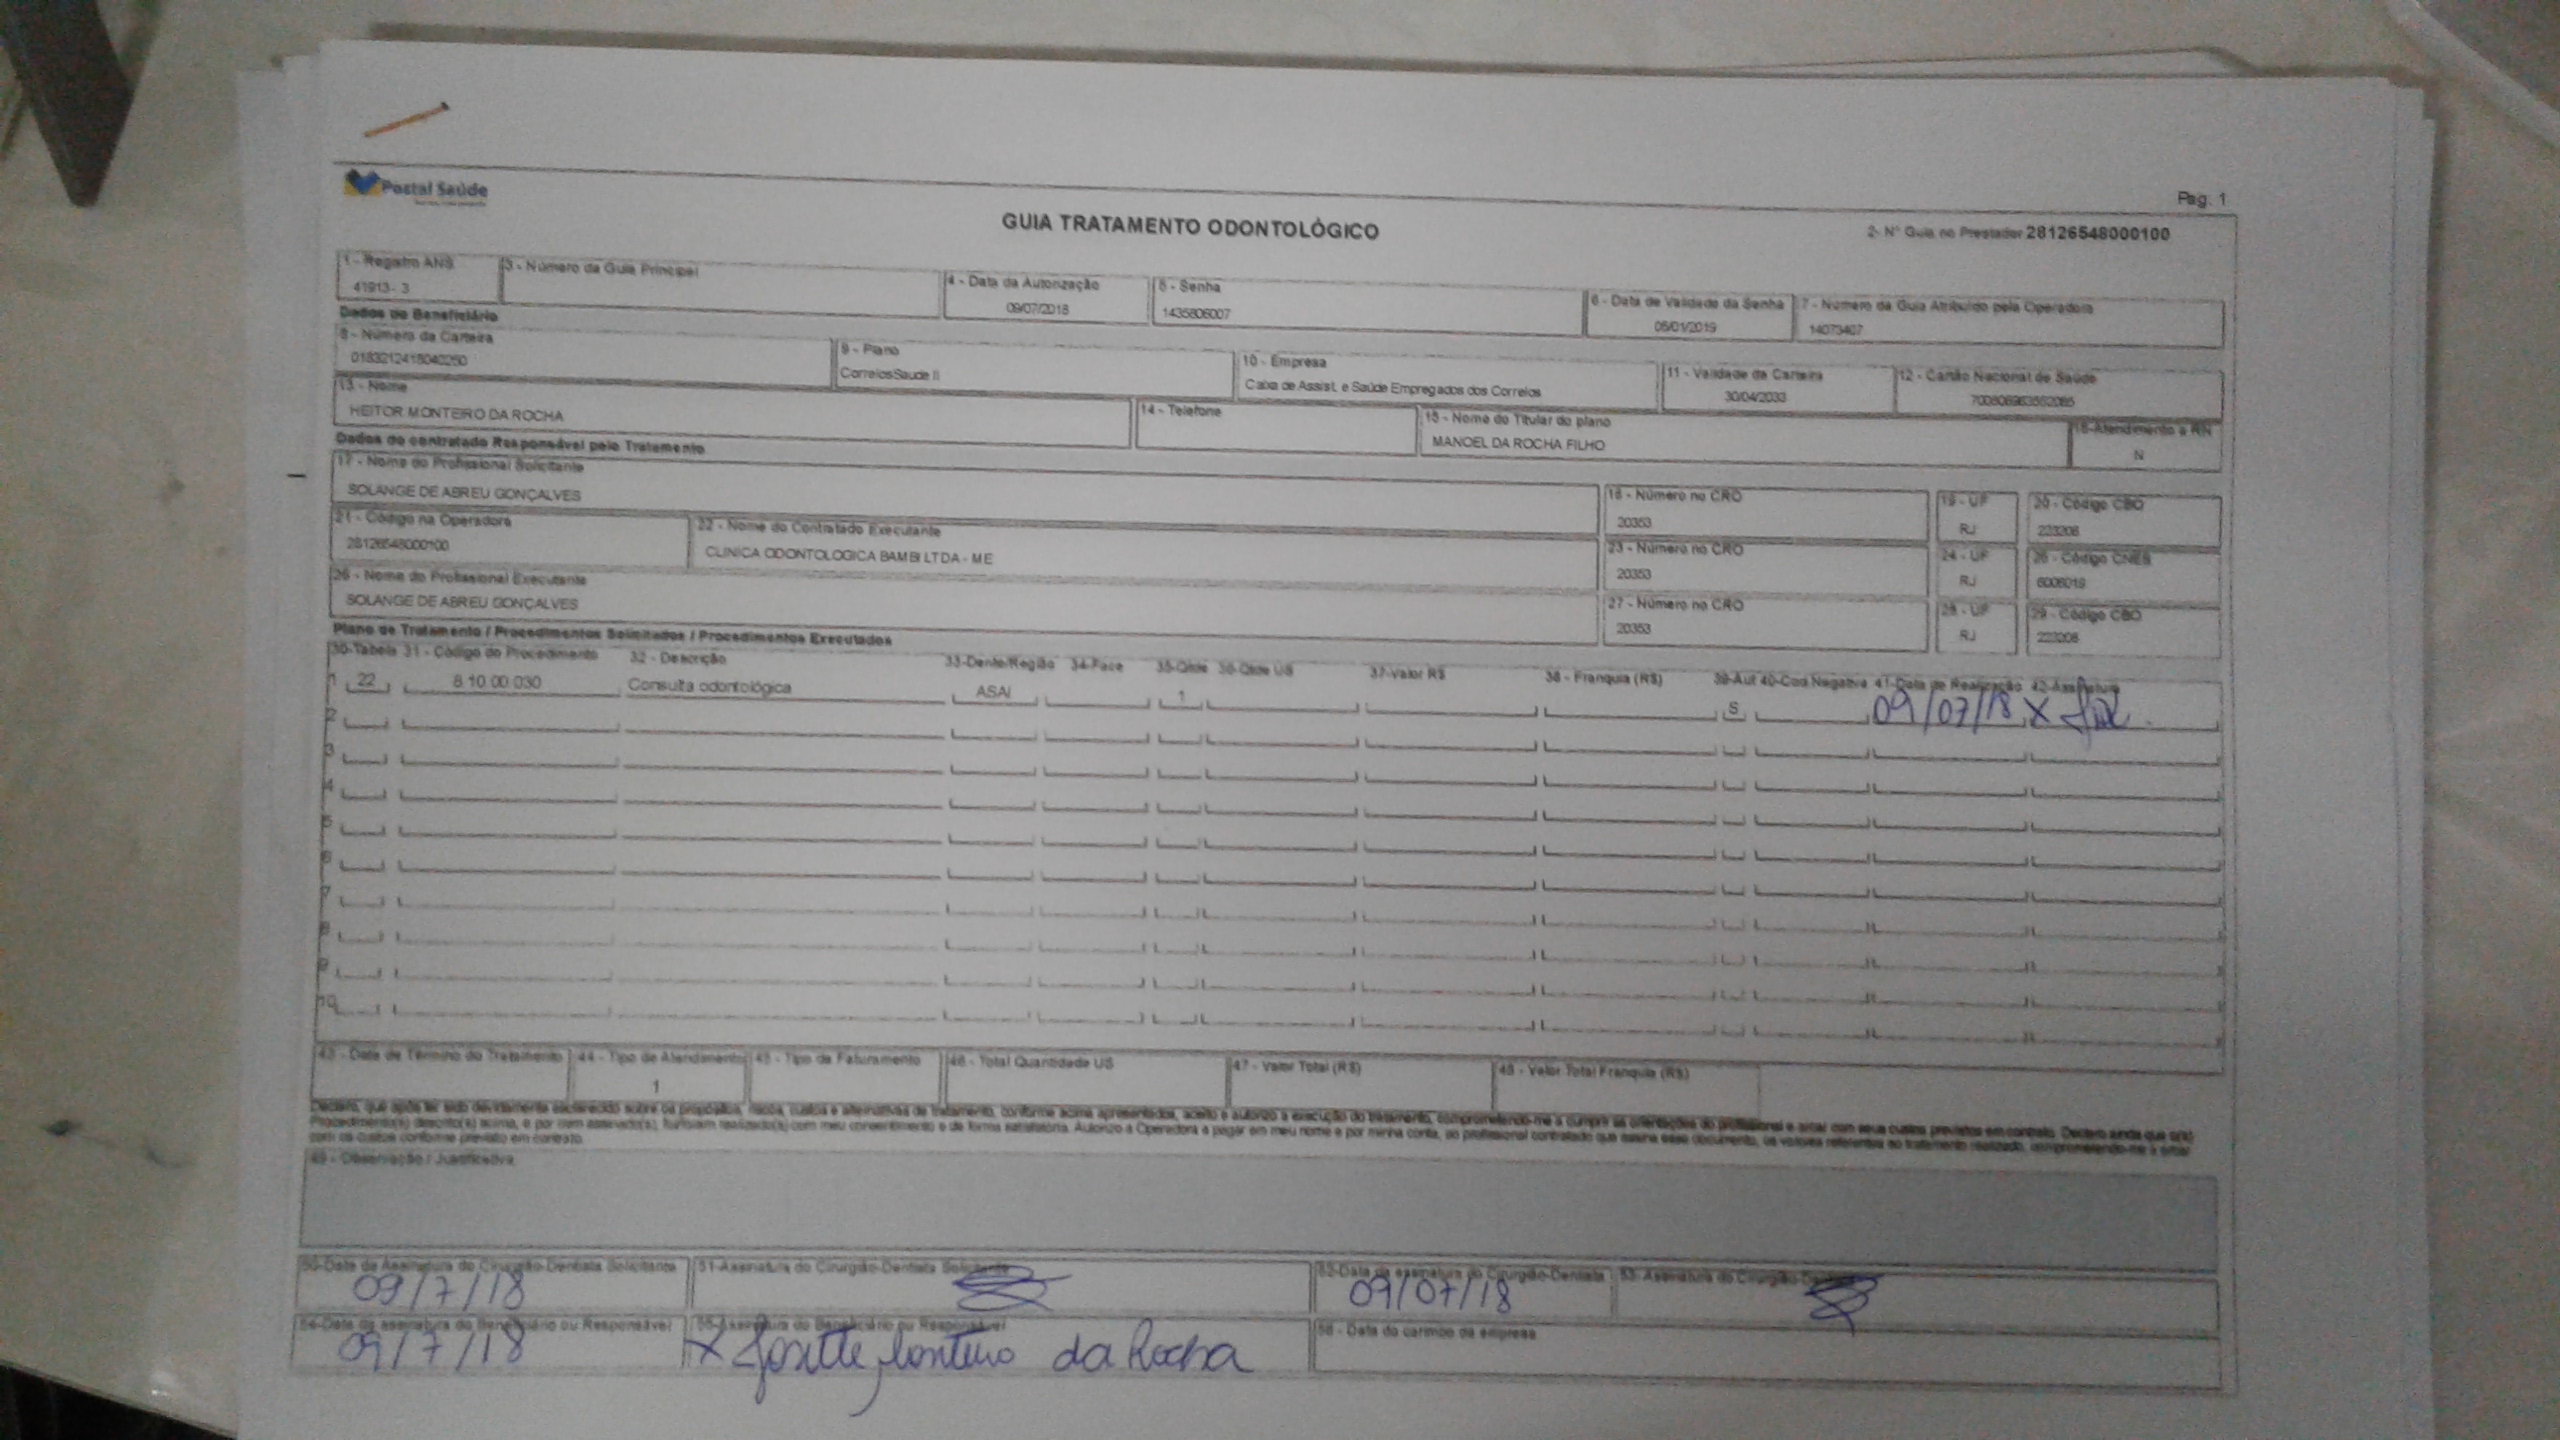 Postal Saúde
Pag. 1
GUIA TRATAMENTO ODONTOLÓGICO
2- N° Guia no Prestador 28126548000100
1 - Registro ANS 3 - Número da Guia Principal 4 - Data da Autorização 5 - Senha 6 - Data de Validade da Senha 7 - Número da Guia Atribuído pela Operadora
41913- 3 09/07/2018 1435806007 05/01/2019 14073407
Dados do Beneficiário
8 - Número da Carteira 9 - Plano 10 - Empresa 11 - Validade da Carteira 12 - Cartão Nacional de Saúde
CorreiosSaude II Caixa de Assist. e Saúde Empregados dos Correios 30/04/2033
13 - Nome 14 - Telefone 15 - Nome do Titular do plano 16-Atendimento a RN
HEITOR MONTEIRO DA ROCHA MANOEL DA ROCHA FILHO N
Dados do contratado Responsável pelo Tratamento
17 - Nome do Profissional Solicitante 18 - Número no CRO 19 - UF 20 - Código CBO
SOLANGE DE ABREU GONÇALVES 20353 RJ 223208
21 - Código na Operadora 22 - Nome do Contratado Executante 23 - Número no CRO 24 - UF 25 - Código CNES
28126548000100 CLINICA ODONTOLOGICA BAMBI LTDA - ME 20353 RJ 6006019
26 - Nome do Profissional Executante 27 - Número no CRO 28 - UF 29 - Código CBO
SOLANGE DE ABREU GONÇALVES 20353 RJ 223208
Plano de Tratamento / Procedimentos Solicitados / Procedimentos Executados
30-Tabela 31 - Código do Procedimento 32 - Descrição 33-Dente/Região 34-Face 35-Qtde 36-Qtde US 37-Valor R$ 38 - Franquia (R$) 39-Aut 40-Cod.Negativa 41-Data de Realização 42-Assinatura
1 22 8.10.00.030 Consulta odontológica ASAI 1 S 09/07/18 X
2
3
4
5
6
7
8
9
10
43 - Data de Término do Tratamento 44 - Tipo de Atendimento 45 - Tipo de Faturamento 46 - Total Quantidade US 47 - Valor Total (R$) 48 - Valor Total Franquia (R$)
1
Declaro, que após ter sido devidamente esclarecido sobre os propósitos, riscos, custos e alternativas de tratamento, conforme acima apresentados, aceito e autorizo a execução do tratamento, comprometendo-me a cumprir as orientações do profissional e arcar com seus custos previstos em contrato. Declaro ainda que o(s)
Procedimento(s) descrito(s) acima, e por mim assinado(s), foi/foram realizado(s) com meu consentimento e de forma satisfatória. Autorizo a Operadora a pagar em meu nome e por minha conta, ao profissional contratado que assina esse documento, os valores referentes ao tratamento realizado, comprometendo-me a arcar
com os custos conforme previsto em contrato.
49 - Observação / Justificativa
50-Data da Assinatura do Cirurgião-Dentista Solicitante 51-Assinatura do Cirurgião-Dentista Solicitante 52-Data da assinatura do Cirurgião-Dentista 53- Assinatura do Cirurgião-Dentista
09/7/18 09/07/18
54-Data da assinatura do Beneficiário ou Responsável 55-Assinatura do Beneficiário ou Responsável 56 - Data do carimbo da empresa
09/7/18 X Josette Monteiro da Rocha